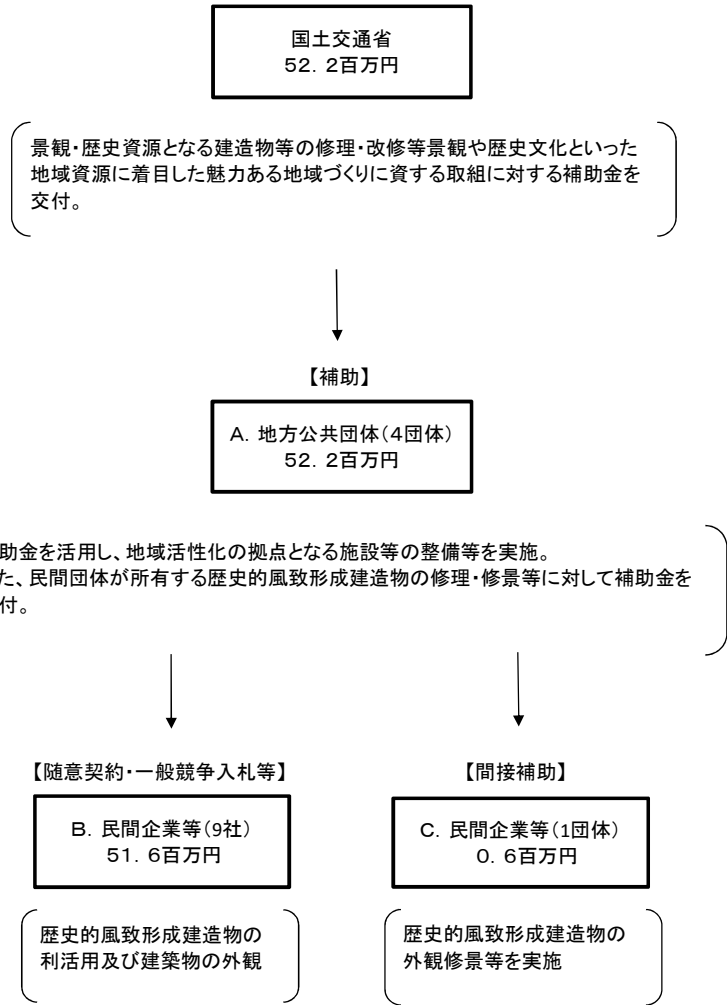 国土交通省
52.2百万円
景観・歴史資源となる建造物等の修理・改修等景観や歴史文化といった
地域資源に着目した魅力ある地域づくりに資する取組に対する補助金を
交付。
【補助】
A. 地方公共団体(4団体)
52.2百万円
助金を活用し、地域活性化の拠点となる施設等の整備等を実施。
た、民間団体が所有する歴史的風致形成建造物の修理・修景等に対して補助金を
付。
【随意契約・一般競争入札等】
B. 民間企業等(9社)
51.6百万円
【間接補助】
C. 民間企業等(1団体)
0.6百万円
歴史的風致形成建造物の
利活用及び建築物の外観
歴史的風致形成建造物の
外観修景等を実施